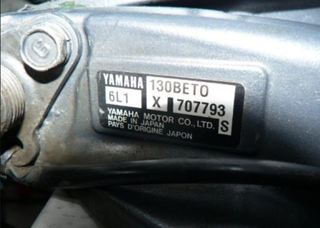 YAMAHA 130BETO
6L1 X 707793
YAMAHA MOTOR CO., LTD. S
MADE IN JAPAN
PAYS D'ORIGINE JAPON